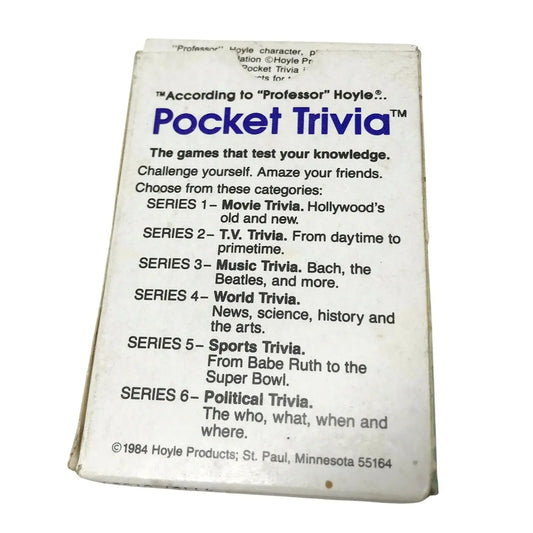 "Professor" Hoyle character, p
lation ©Hoyle Pr
Pocket Trivia
cts for
™According to "Professor" Hoyle®...
Pocket Trivia™
The games that test your knowledge.
Challenge yourself. Amaze your friends.
Choose from these categories:
SERIES 1– Movie Trivia. Hollywood's
old and new.
SERIES 2– T.V. Trivia. From daytime to
primetime.
SERIES 3– Music Trivia. Bach, the
Beatles, and more.
SERIES 4– World Trivia.
News, science, history and
the arts.
SERIES 5– Sports Trivia.
From Babe Ruth to the
Super Bowl.
SERIES 6– Political Trivia.
The who, what, when and
where.
©1984 Hoyle Products; St. Paul, Minnesota 55164